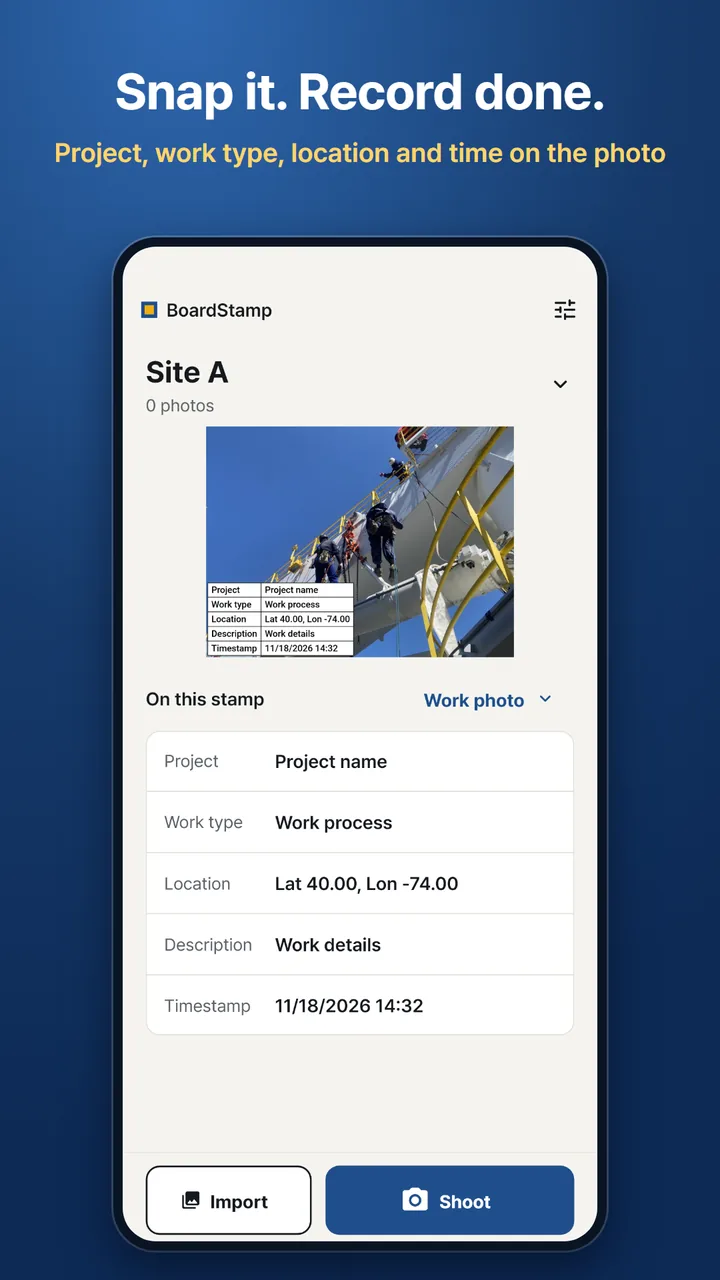 Snap it. Record done.
Project, work type, location and time on the photo
BoardStamp
Site A
0 photos
Project Project name
Work type Work process
Location Lat 40.00, Lon -74.00
Description Work details
Timestamp 11/18/2026 14:32
On this stamp Work photo
Project Project name
Work type Work process
Location Lat 40.00, Lon -74.00
Description Work details
Timestamp 11/18/2026 14:32
Import Shoot